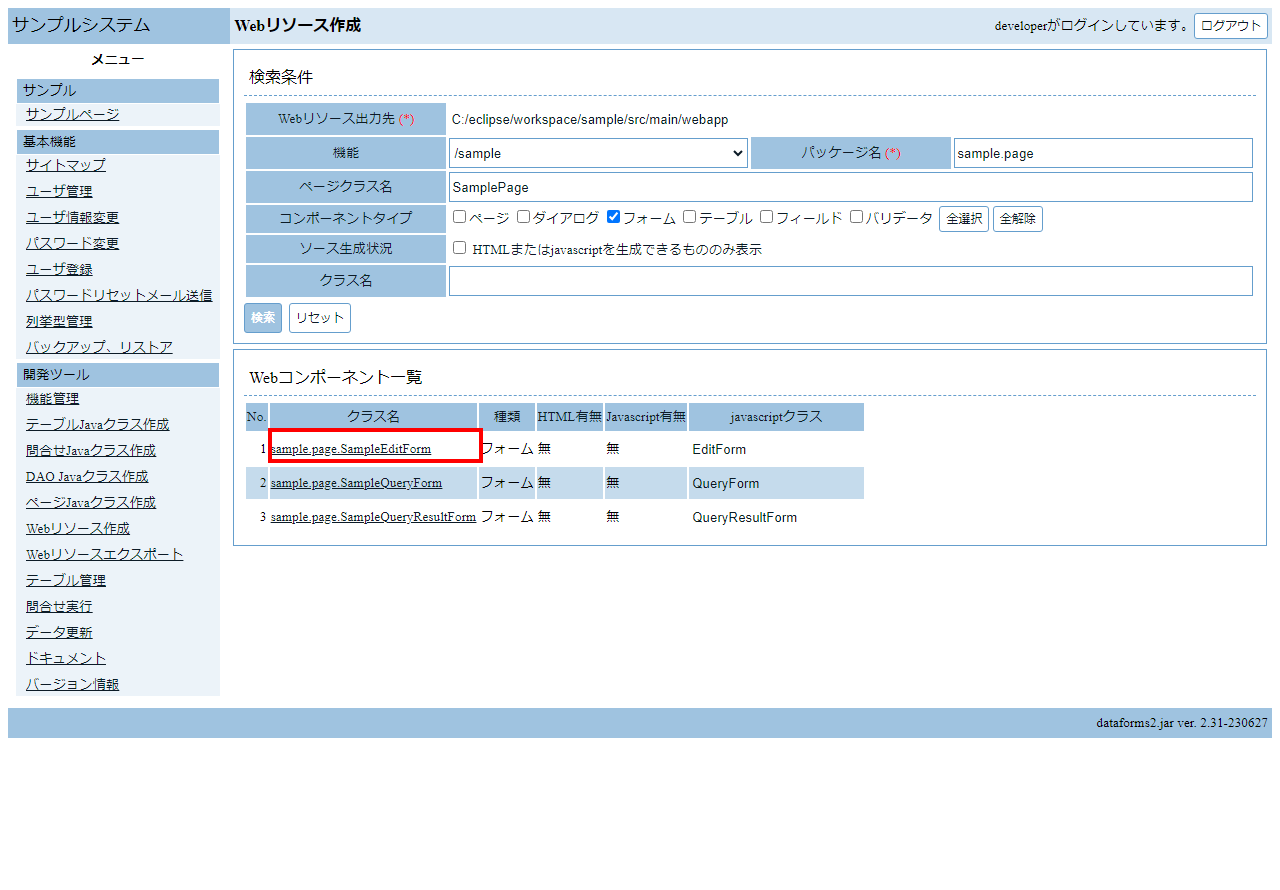 サンプルシステム
Webリソース作成
developerがログインしています。 ログアウト
メニュー
サンプル
サンプルページ
基本機能
サイトマップ
ユーザ管理
ユーザ情報変更
パスワード変更
ユーザ登録
パスワードリセットメール送信
列挙型管理
バックアップ、リストア
開発ツール
機能管理
テーブルJavaクラス作成
問合せJavaクラス作成
DAO Javaクラス作成
ページJavaクラス作成
Webリソース作成
Webリソースエクスポート
テーブル管理
問合せ実行
データ更新
ドキュメント
バージョン情報
検索条件
Webリソース出力先 (*) C:/eclipse/workspace/sample/src/main/webapp
機能 /sample パッケージ名 (*) sample.page
ページクラス名 SamplePage
コンポーネントタイプ ページ ダイアログ フォーム テーブル フィールド バリデータ 全選択 全解除
ソース生成状況 HTMLまたはjavascriptを生成できるもののみ表示
クラス名
検索 リセット
Webコンポーネント一覧
No. クラス名 種類 HTML有無 Javascript有無 javascriptクラス
1 sample.page.SampleEditForm フォーム 無 無 EditForm
2 sample.page.SampleQueryForm フォーム 無 無 QueryForm
3 sample.page.SampleQueryResultForm フォーム 無 無 QueryResultForm
dataforms2.jar ver. 2.31-230627